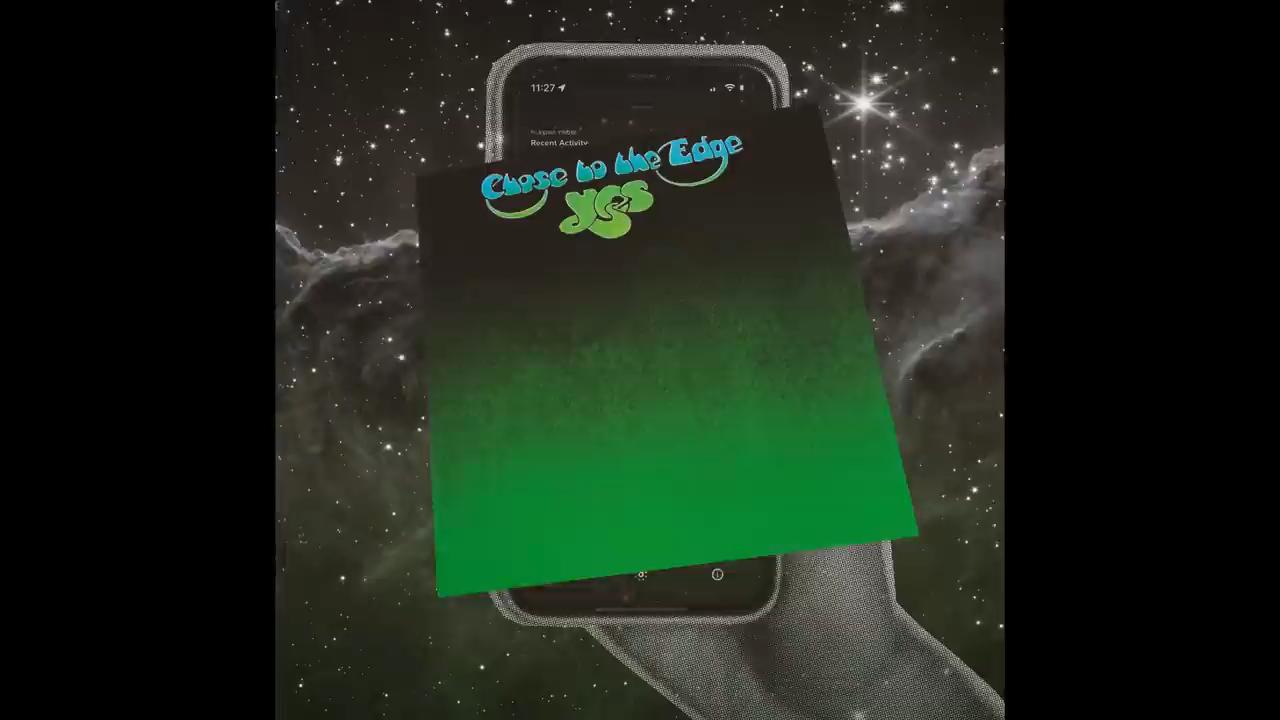 11:27
Recent Activity
Close to the Edge
yes